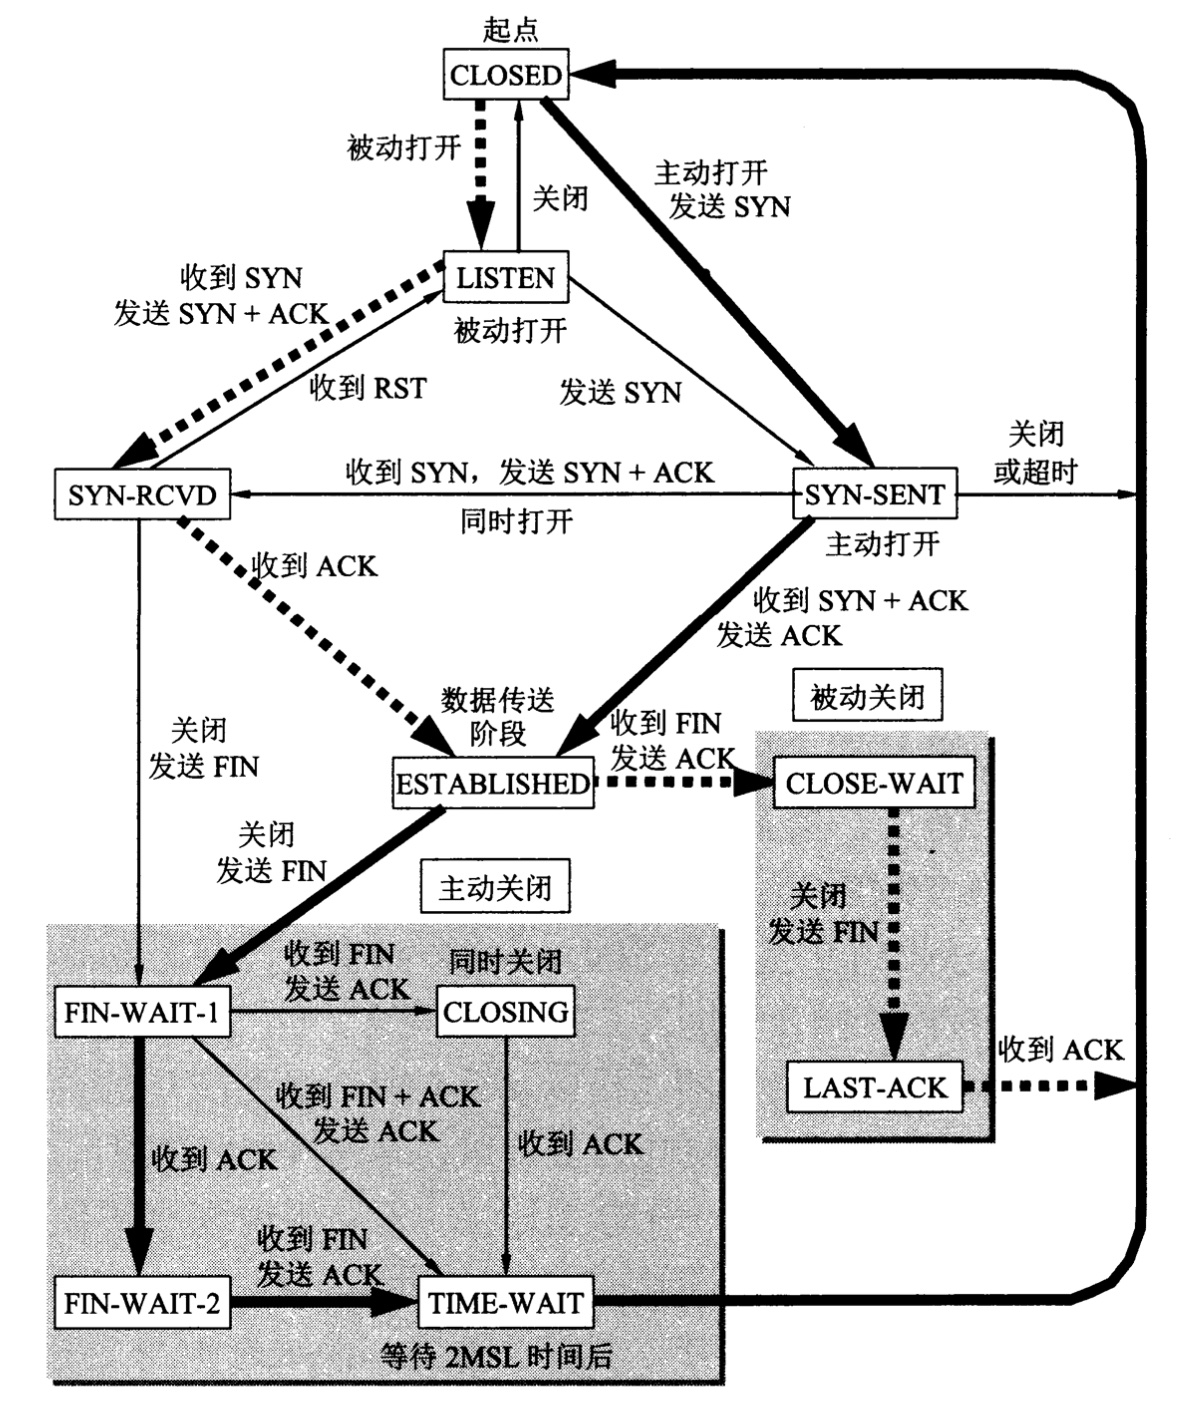 起点
CLOSED
被动打开
关闭
主动打开
发送 SYN
收到 SYN
发送 SYN + ACK
LISTEN
被动打开
收到 RST
发送 SYN
关闭
或超时
SYN-RCVD
收到 SYN，发送 SYN + ACK
同时打开
SYN-SENT
主动打开
收到 ACK
收到 SYN + ACK
发送 ACK
数据传送
阶段
被动关闭
关闭
发送 FIN
ESTABLISHED
收到 FIN
发送 ACK
CLOSE-WAIT
关闭
发送 FIN
主动关闭
关闭
发送 FIN
收到 FIN
发送 ACK
同时关闭
FIN-WAIT-1
CLOSING
LAST-ACK
收到 ACK
收到 FIN + ACK
发送 ACK
收到 ACK
收到 ACK
收到 FIN
发送 ACK
FIN-WAIT-2
TIME-WAIT
等待 2MSL 时间后